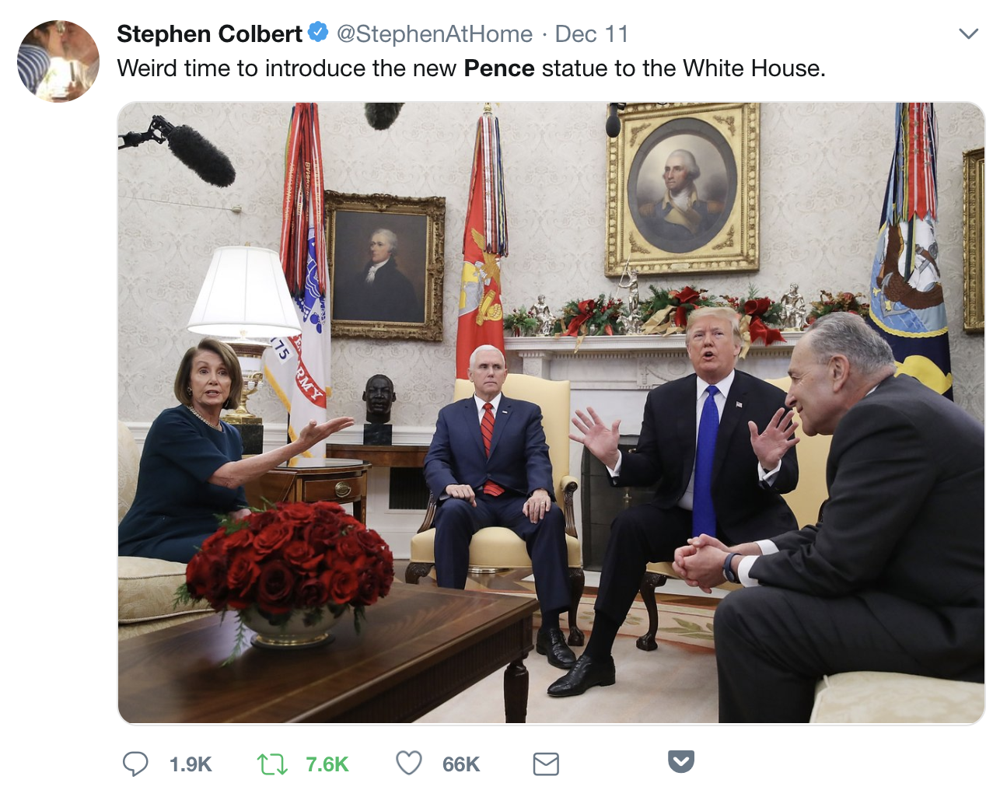 Stephen Colbert @StephenAtHome · Dec 11
Weird time to introduce the new Pence statue to the White House.
175
ARMY
1.9K 7.6K 66K